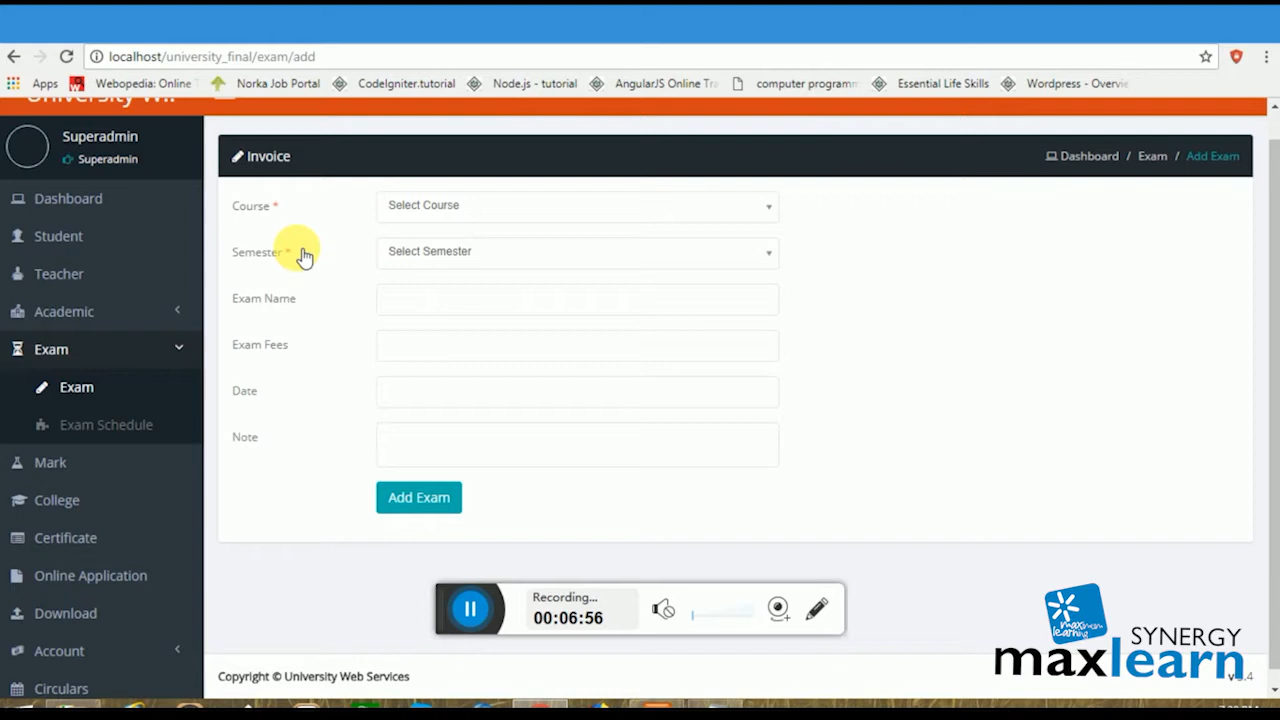 localhost/university_final/exam/add
Apps Webopedia: Online T Norka Job Portal CodeIgniter.tutorial Node.js - tutorial AngularJS Online Tra computer programm Essential Life Skills Wordpress - Overvie
Superadmin
Superadmin
Dashboard
Student
Teacher
Academic
Exam
Exam
Exam Schedule
Mark
College
Certificate
Online Application
Download
Account
Circulars
Invoice
Dashboard / Exam / Add Exam
Course * Select Course
Semester * Select Semester
Exam Name
Exam Fees
Date
Note
Add Exam
Recording...
00:06:56
Copyright © University Web Services
SYNERGY
maxlearn